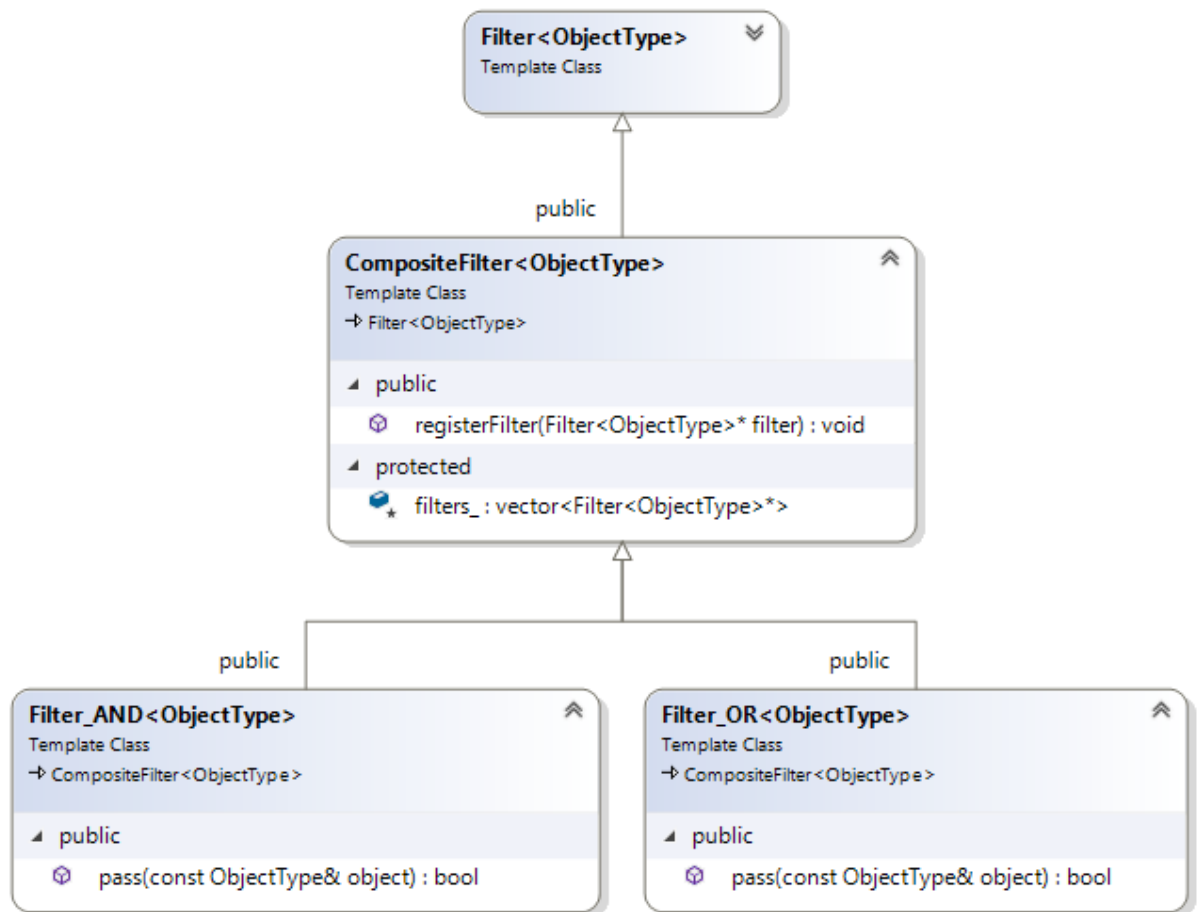 Filter<ObjectType>
Template Class
public
CompositeFilter<ObjectType>
Template Class
Filter<ObjectType>
public
registerFilter(Filter<ObjectType>* filter) : void
protected
filters_ : vector<Filter<ObjectType>*>
public
public
Filter_AND<ObjectType>
Template Class
CompositeFilter<ObjectType>
public
pass(const ObjectType& object) : bool
Filter_OR<ObjectType>
Template Class
CompositeFilter<ObjectType>
public
pass(const ObjectType& object) : bool